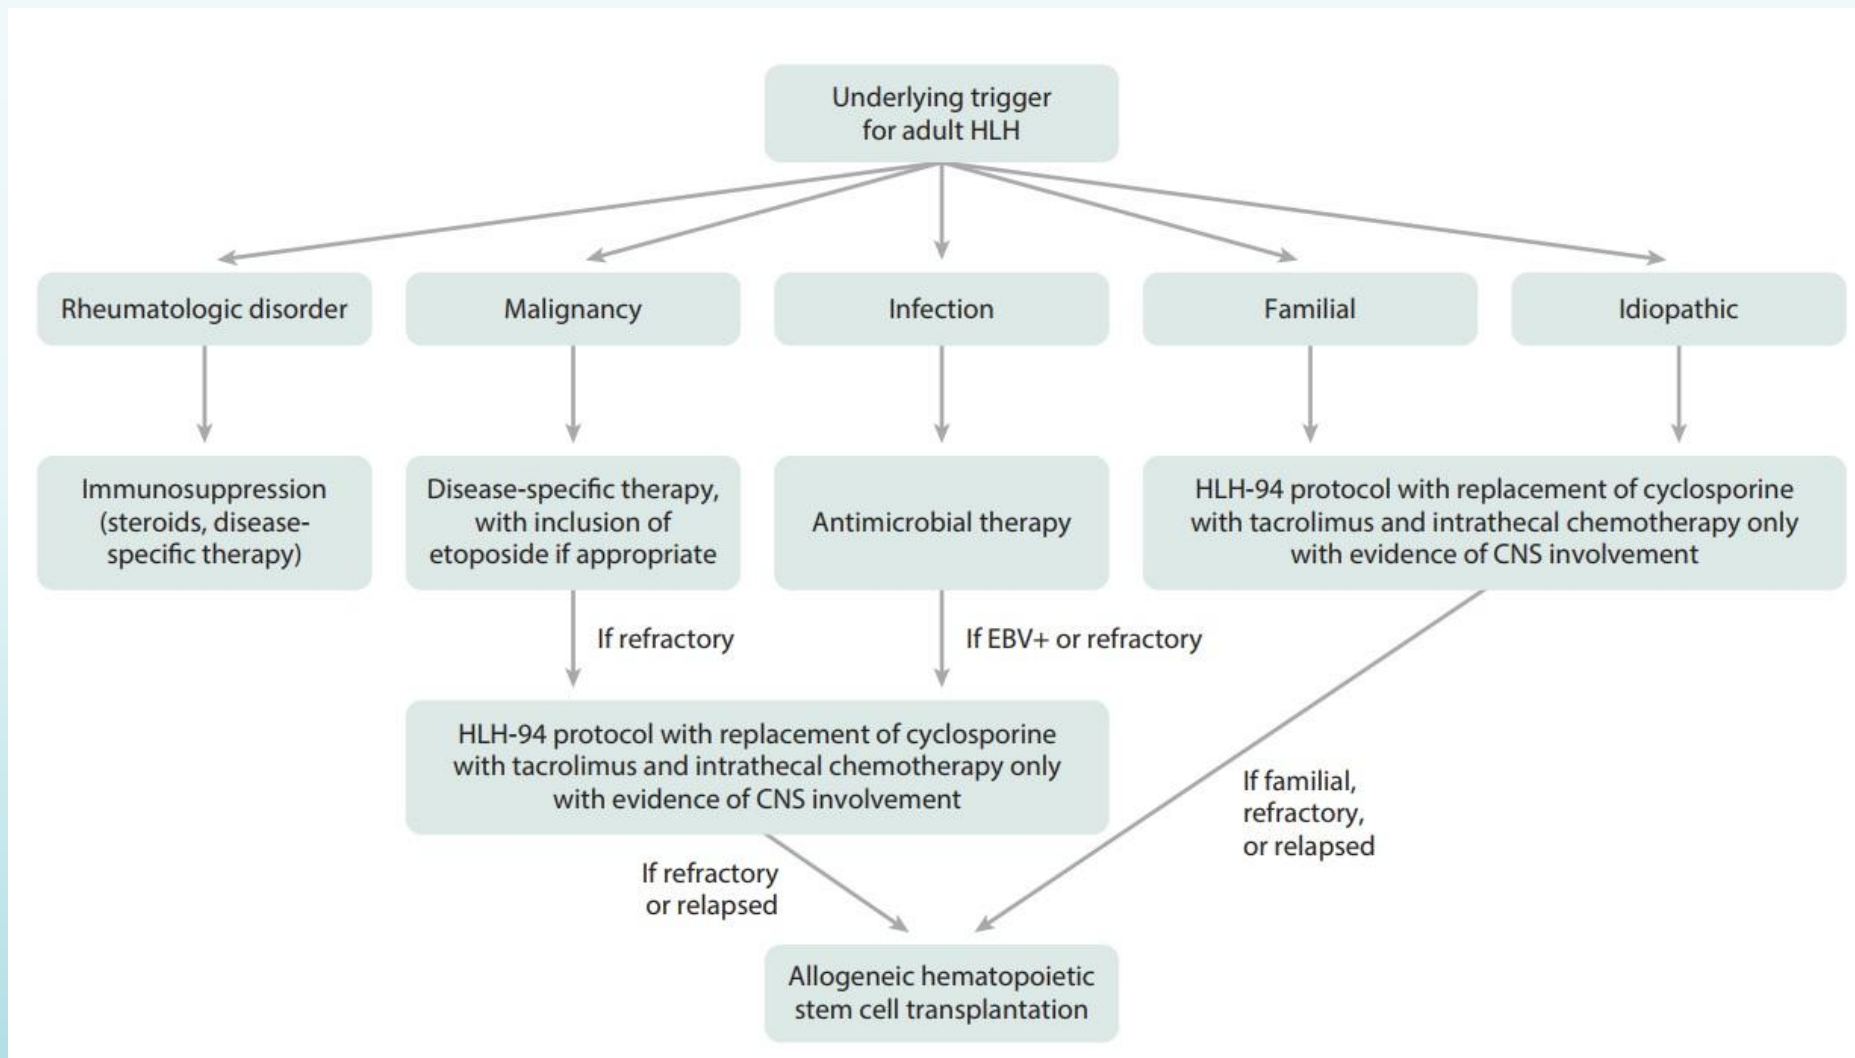 Underlying trigger
for adult HLH
Rheumatologic disorder
Malignancy
Infection
Familial
Idiopathic
Immunosuppression
(steroids, disease-
specific therapy)
Disease-specific therapy,
with inclusion of
etoposide if appropriate
Antimicrobial therapy
HLH-94 protocol with replacement of cyclosporine
with tacrolimus and intrathecal chemotherapy only
with evidence of CNS involvement
If refractory
If EBV+ or refractory
HLH-94 protocol with replacement of cyclosporine
with tacrolimus and intrathecal chemotherapy only
with evidence of CNS involvement
If familial,
refractory,
or relapsed
If refractory
or relapsed
Allogeneic hematopoietic
stem cell transplantation